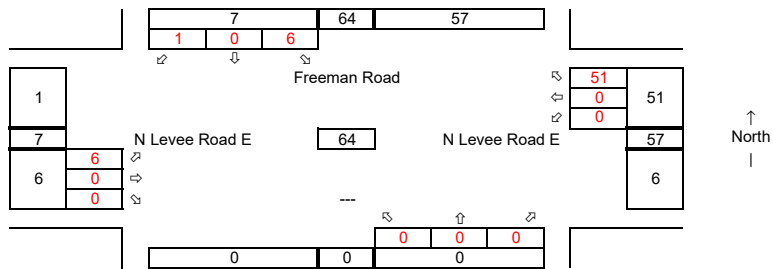 7 64 57
1 0 6
⬃ ⇩ ⬂
Freeman Road
1
⬁ 51 51
⇦ 0
⬃ 0
↑
7 N Levee Road E 64 N Levee Road E 57 North
|
6 6 ⬀ 6
0 ⇨
0 ⬂ ---
⬁ ⇧ ⬀
0 0 0
0 0 0